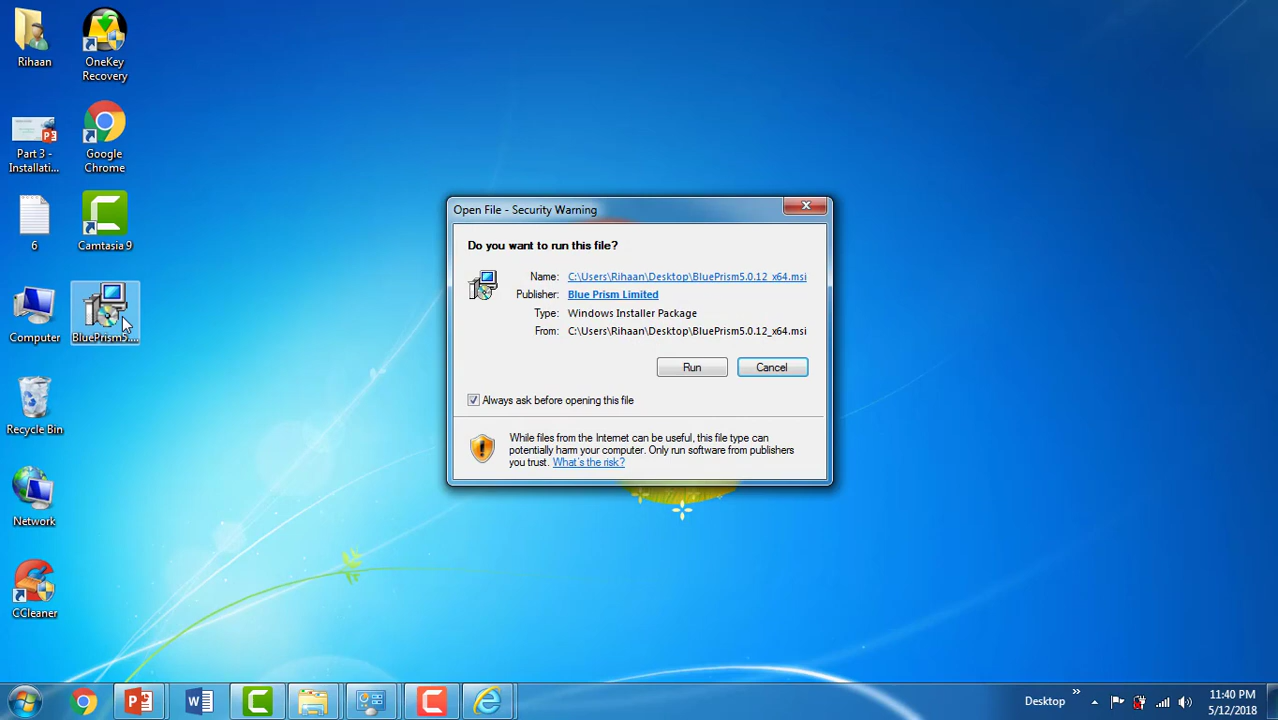 Rihaan
OneKey
Recovery
Part 3 -
Installati...
Google
Chrome
6
Camtasia 9
Computer
BluePrism5....
Recycle Bin
Network
CCleaner
Open File - Security Warning
Do you want to run this file?
Name: C:\Users\Rihaan\Desktop\BluePrism5.0.12_x64.msi
Publisher: Blue Prism Limited
Type: Windows Installer Package
From: C:\Users\Rihaan\Desktop\BluePrism5.0.12_x64.msi
Run Cancel
Always ask before opening this file
While files from the Internet can be useful, this file type can
potentially harm your computer. Only run software from publishers
you trust. What's the risk?
Desktop
11:40 PM
5/12/2018